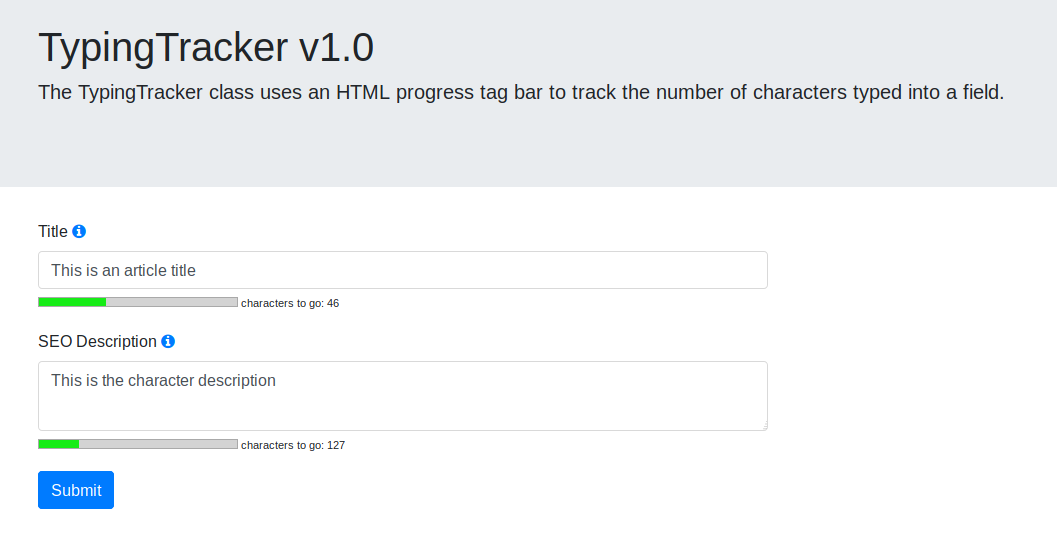 TypingTracker v1.0
The TypingTracker class uses an HTML progress tag bar to track the number of characters typed into a field.
Title
This is an article title
characters to go: 46
SEO Description
This is the character description
characters to go: 127
Submit